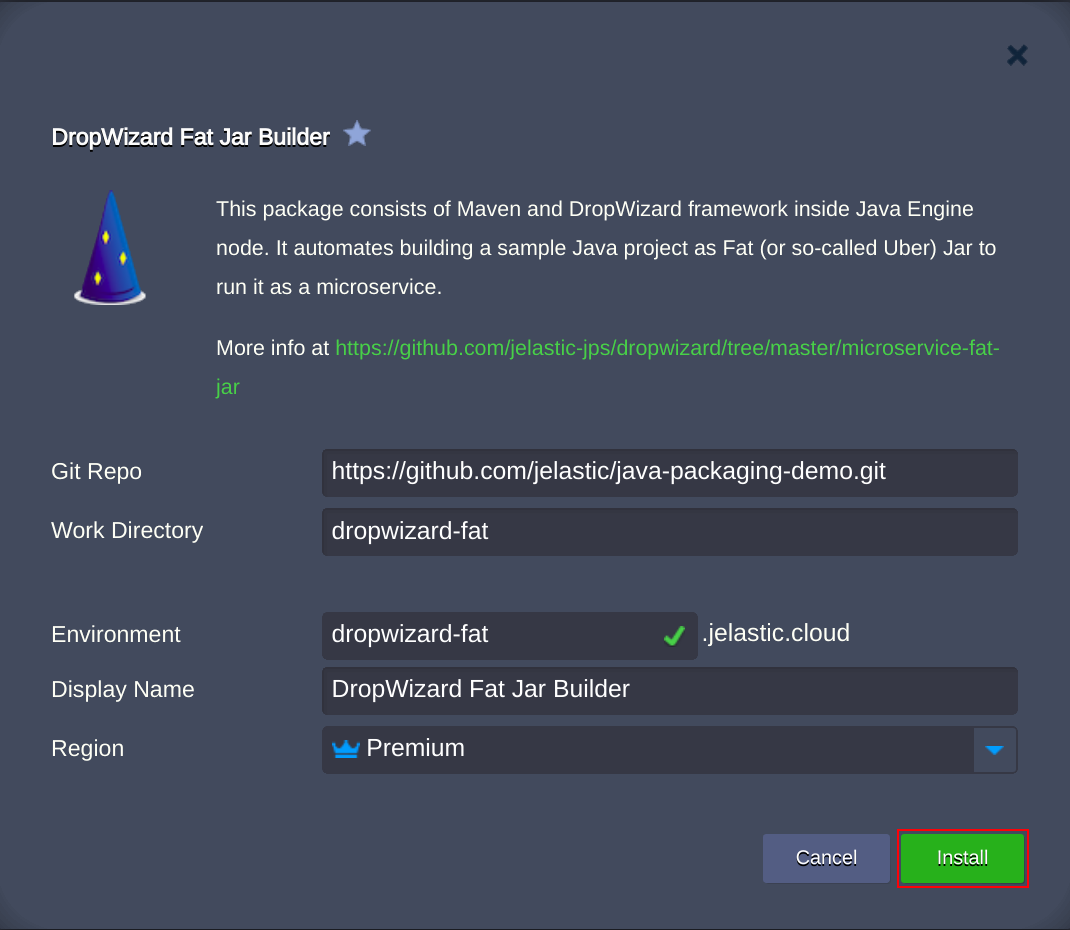 DropWizard Fat Jar Builder
This package consists of Maven and DropWizard framework inside Java Engine
node. It automates building a sample Java project as Fat (or so-called Uber) Jar to
run it as a microservice.
More info at https://github.com/jelastic-jps/dropwizard/tree/master/microservice-fat-
jar
Git Repo https://github.com/jelastic/java-packaging-demo.git
Work Directory dropwizard-fat
Environment dropwizard-fat .jelastic.cloud
Display Name DropWizard Fat Jar Builder
Region Premium
Cancel Install